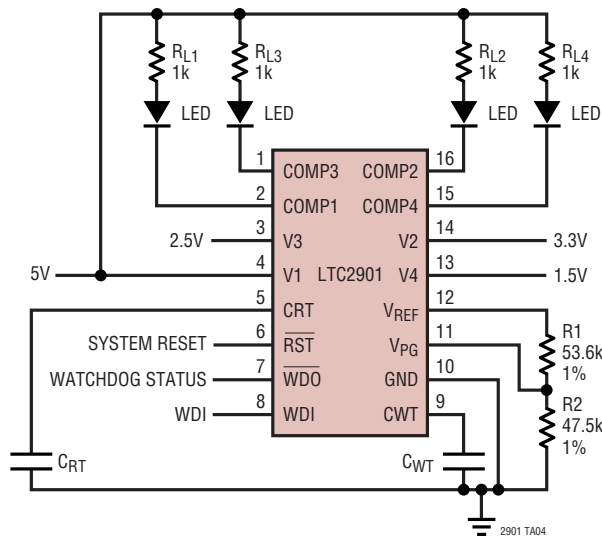 RL1
1k
RL3
1k
RL2
1k
RL4
1k
LED
LED
LED
LED
1
COMP3
COMP2
16
2
COMP1
COMP4
15
2.5V
3
V3
V2
14
3.3V
5V
4
V1
LTC2901
V4
13
1.5V
5
CRT
VREF
12
SYSTEM RESET
6
RST
VPG
11
WATCHDOG STATUS
7
WDO
GND
10
WDI
8
WDI
CWT
9
R1
53.6k
1%
R2
47.5k
1%
CRT
CWT
2901 TA04